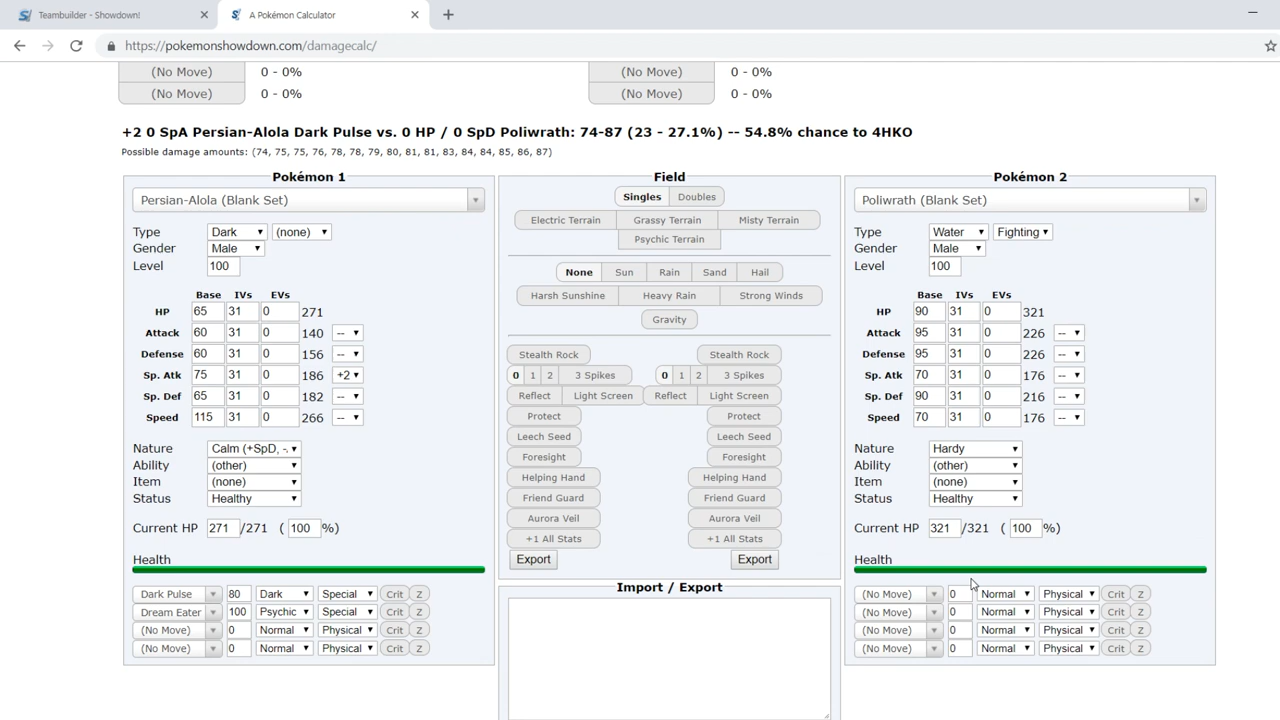 Teambuilder - Showdown!
A Pokémon Calculator
https://pokemonshowdown.com/damagecalc/
(No Move) 0 - 0% (No Move) 0 - 0%
(No Move) 0 - 0% (No Move) 0 - 0%
+2 0 SpA Persian-Alola Dark Pulse vs. 0 HP / 0 SpD Poliwrath: 74-87 (23 - 27.1%) -- 54.8% chance to 4HKO
Possible damage amounts: (74, 75, 75, 76, 78, 78, 79, 80, 81, 81, 83, 84, 84, 85, 86, 87)
Pokémon 1
Persian-Alola (Blank Set)
Type Dark (none)
Gender Male
Level 100
Base IVs EVs
HP 65 31 0 271
Attack 60 31 0 140 --
Defense 60 31 0 156 --
Sp. Atk 75 31 0 186 +2
Sp. Def 65 31 0 182 --
Speed 115 31 0 266 --
Nature Calm (+SpD, -.
Ability (other)
Item (none)
Status Healthy
Current HP 271 /271 ( 100 %)
Health
Dark Pulse 80 Dark Special Crit Z
Dream Eater 100 Psychic Special Crit Z
(No Move) 0 Normal Physical Crit Z
(No Move) 0 Normal Physical Crit Z
Field
Singles Doubles
Electric Terrain Grassy Terrain Misty Terrain
Psychic Terrain
None Sun Rain Sand Hail
Harsh Sunshine Heavy Rain Strong Winds
Gravity
Stealth Rock Stealth Rock
0 1 2 3 Spikes 0 1 2 3 Spikes
Reflect Light Screen Reflect Light Screen
Protect Protect
Leech Seed Leech Seed
Foresight Foresight
Helping Hand Helping Hand
Friend Guard Friend Guard
Aurora Veil Aurora Veil
+1 All Stats +1 All Stats
Export Export
Import / Export
Pokémon 2
Poliwrath (Blank Set)
Type Water Fighting
Gender Male
Level 100
Base IVs EVs
HP 90 31 0 321
Attack 95 31 0 226 --
Defense 95 31 0 226 --
Sp. Atk 70 31 0 176 --
Sp. Def 90 31 0 216 --
Speed 70 31 0 176 --
Nature Hardy
Ability (other)
Item (none)
Status Healthy
Current HP 321 /321 ( 100 %)
Health
(No Move) 0 Normal Physical Crit Z
(No Move) 0 Normal Physical Crit Z
(No Move) 0 Normal Physical Crit Z
(No Move) 0 Normal Physical Crit Z